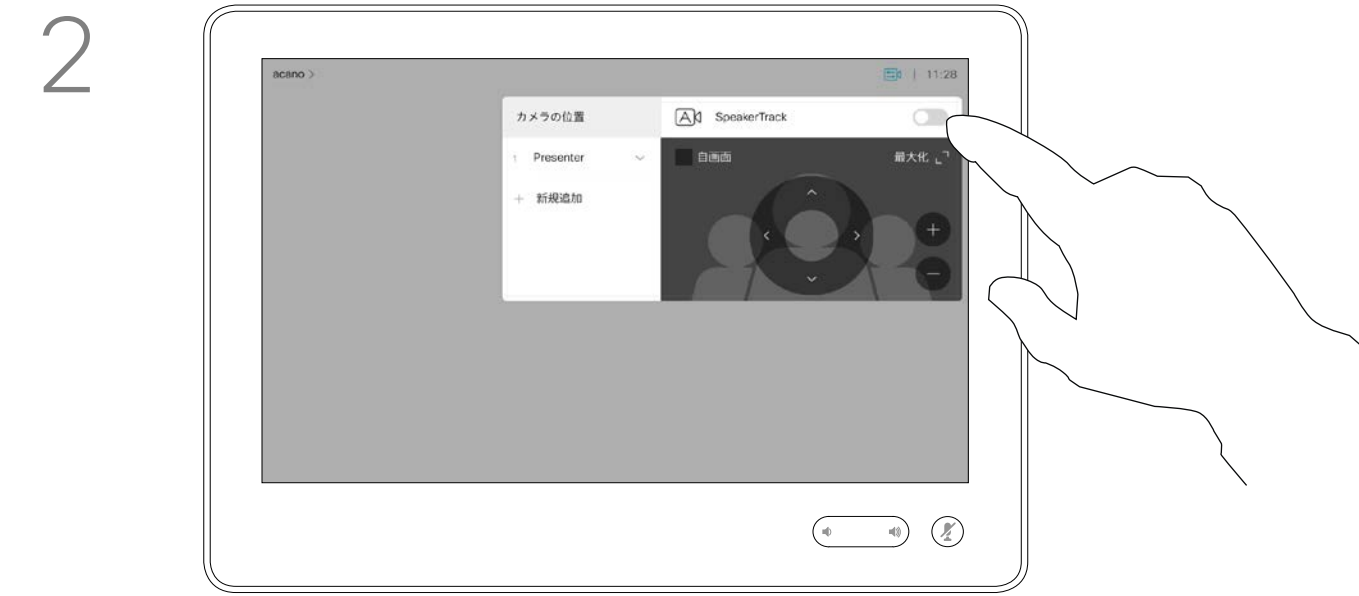 2
acano >
11:28
カメラの位置
SpeakerTrack
1 Presenter
自画面
最大化
+ 新規追加